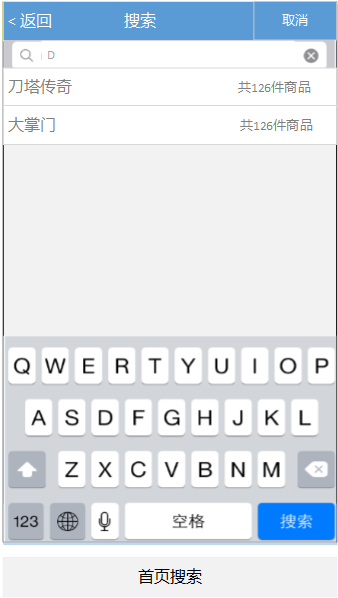 < 返回 搜索 取消
D
刀塔传奇 共126件商品
大掌门 共126件商品
Q W E R T Y U I O P
A S D F G H J K L
Z X C V B N M
123 空格 搜索
首页搜索